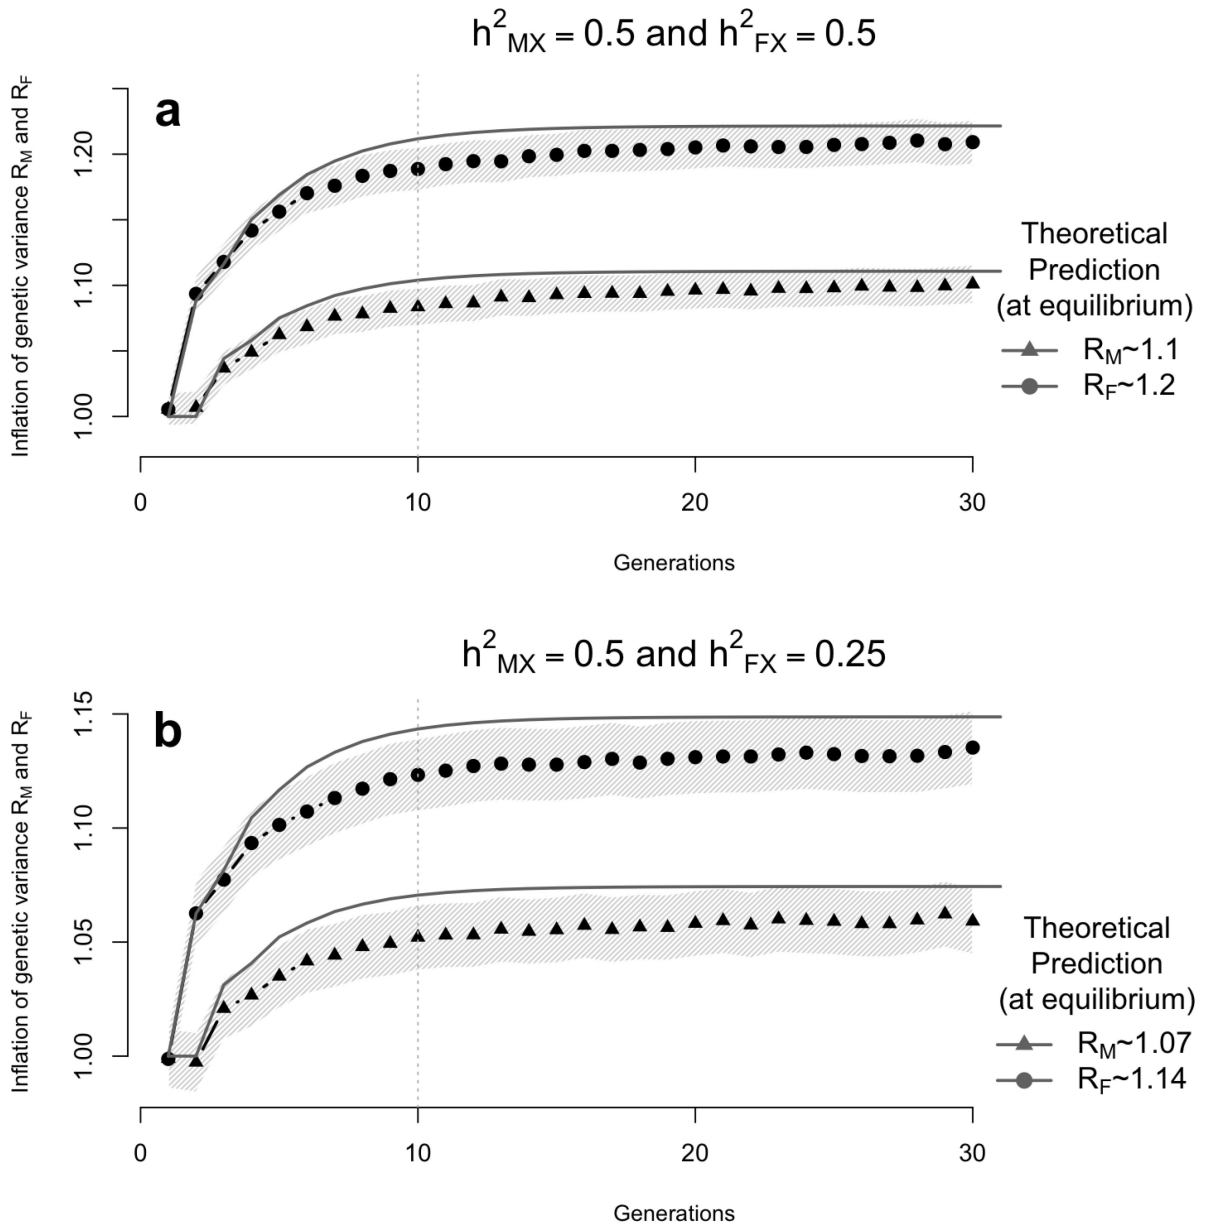 h²MX = 0.5 and h²FX = 0.5
a
Inflation of genetic variance RM and RF
1.20
1.10
1.00
0 10 20 30
Generations
Theoretical
Prediction
(at equilibrium)
RM~1.1
RF~1.2
h²MX = 0.5 and h²FX = 0.25
b
Inflation of genetic variance RM and RF
1.15
1.10
1.05
1.00
0 10 20 30
Generations
Theoretical
Prediction
(at equilibrium)
RM~1.07
RF~1.14